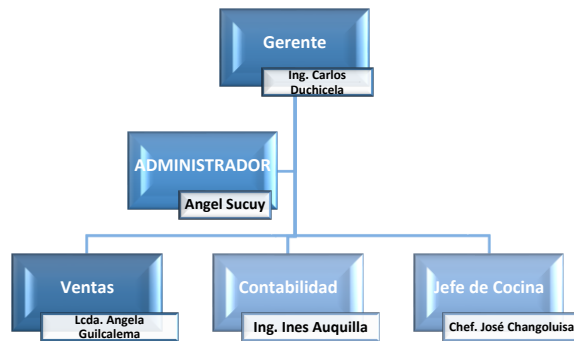 Gerente
Ing. Carlos
Duchicela
ADMINISTRADOR
Angel Sucuy
Ventas
Lcda. Angela
Guilcalema
Contabilidad
Ing. Ines Auquilla
Jefe de Cocina
Chef. José Changoluisa